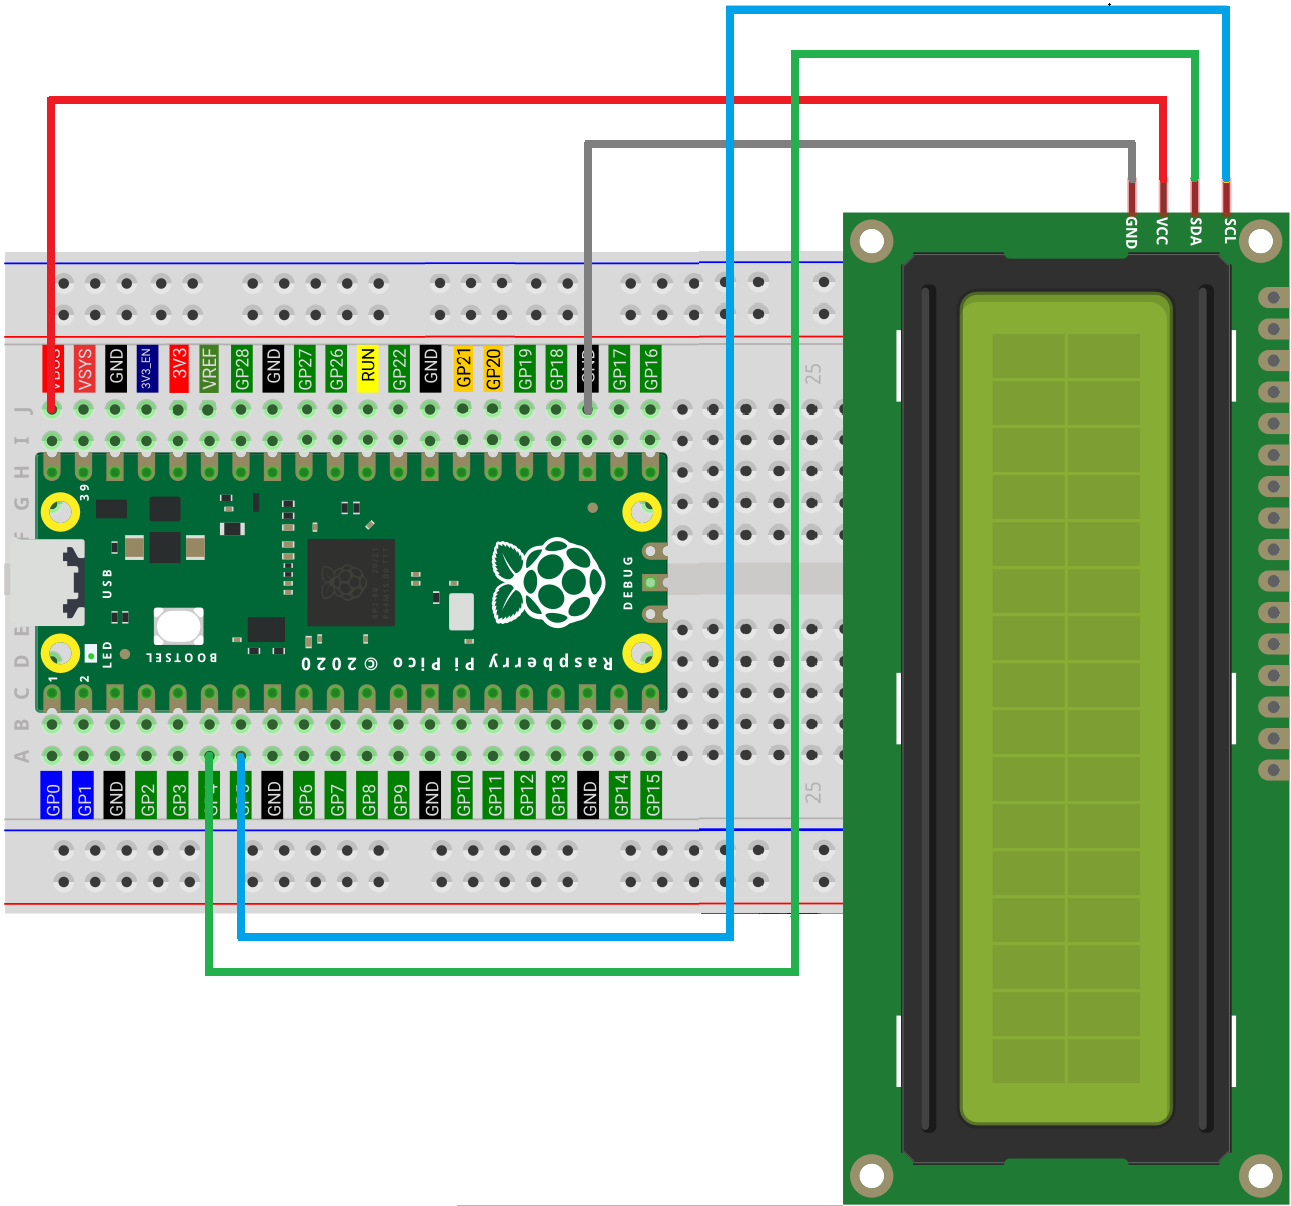 GND
VCC
SDA
SCL
VBUS
VSYS
GND
3V3_EN
3V3
VREF
GP28
GND
GP27
GP26
RUN
GP22
GND
GP21
GP20
GP19
GP18
GND
GP17
GP16
25
J
I
H
G
f
39
USB
DEBUG
BOOTSEL
LED
Raspberry Pi Pico © 2020
1
2
E
D
C
B
A
GP0
GP1
GND
GP2
GP3
GP4
GND
GP6
GP7
GP8
GP9
GND
GP10
GP11
GP12
GP13
GND
GP14
GP15
25